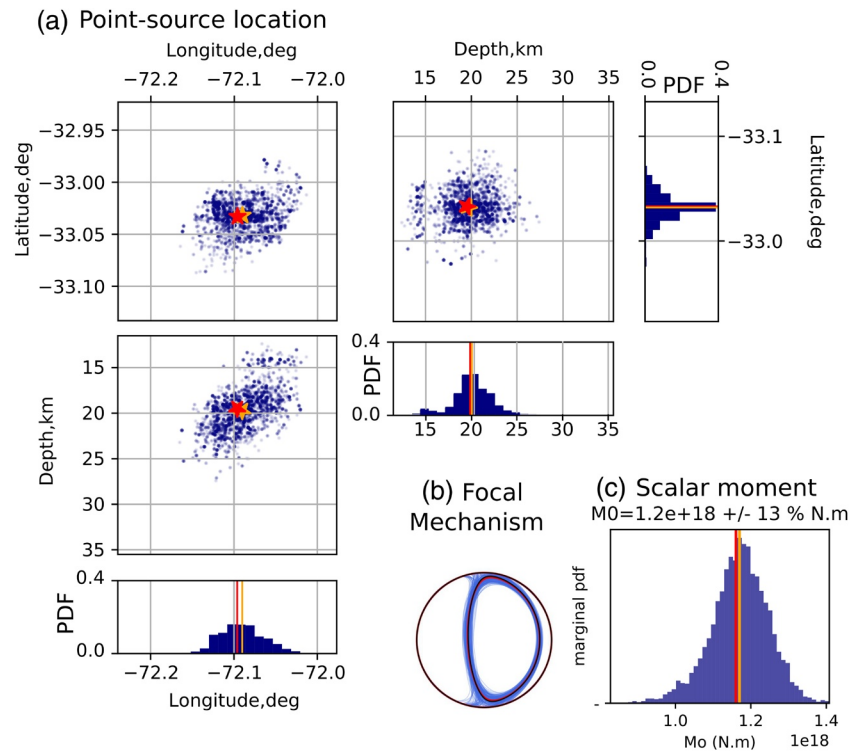 (a) Point-source location
Longitude,deg
−72.2 −72.1 −72.0
Depth,km
15 20 25 30 35
0.0 PDF 0.4
−32.95
−33.00
−33.05
−33.10
Latitude,deg
−33.1
−33.0
Latitude,deg
15
20
25
30
35
Depth,km
0.4
0.0
PDF
15 20 25 30 35
0.4
0.0
PDF
−72.2 −72.1 −72.0
Longitude,deg
(b) Focal
Mechanism
(c) Scalar moment
M0=1.2e+18 +/- 13 % N.m
marginal pdf
-
1.0 1.2 1.4
Mo (N.m) 1e18